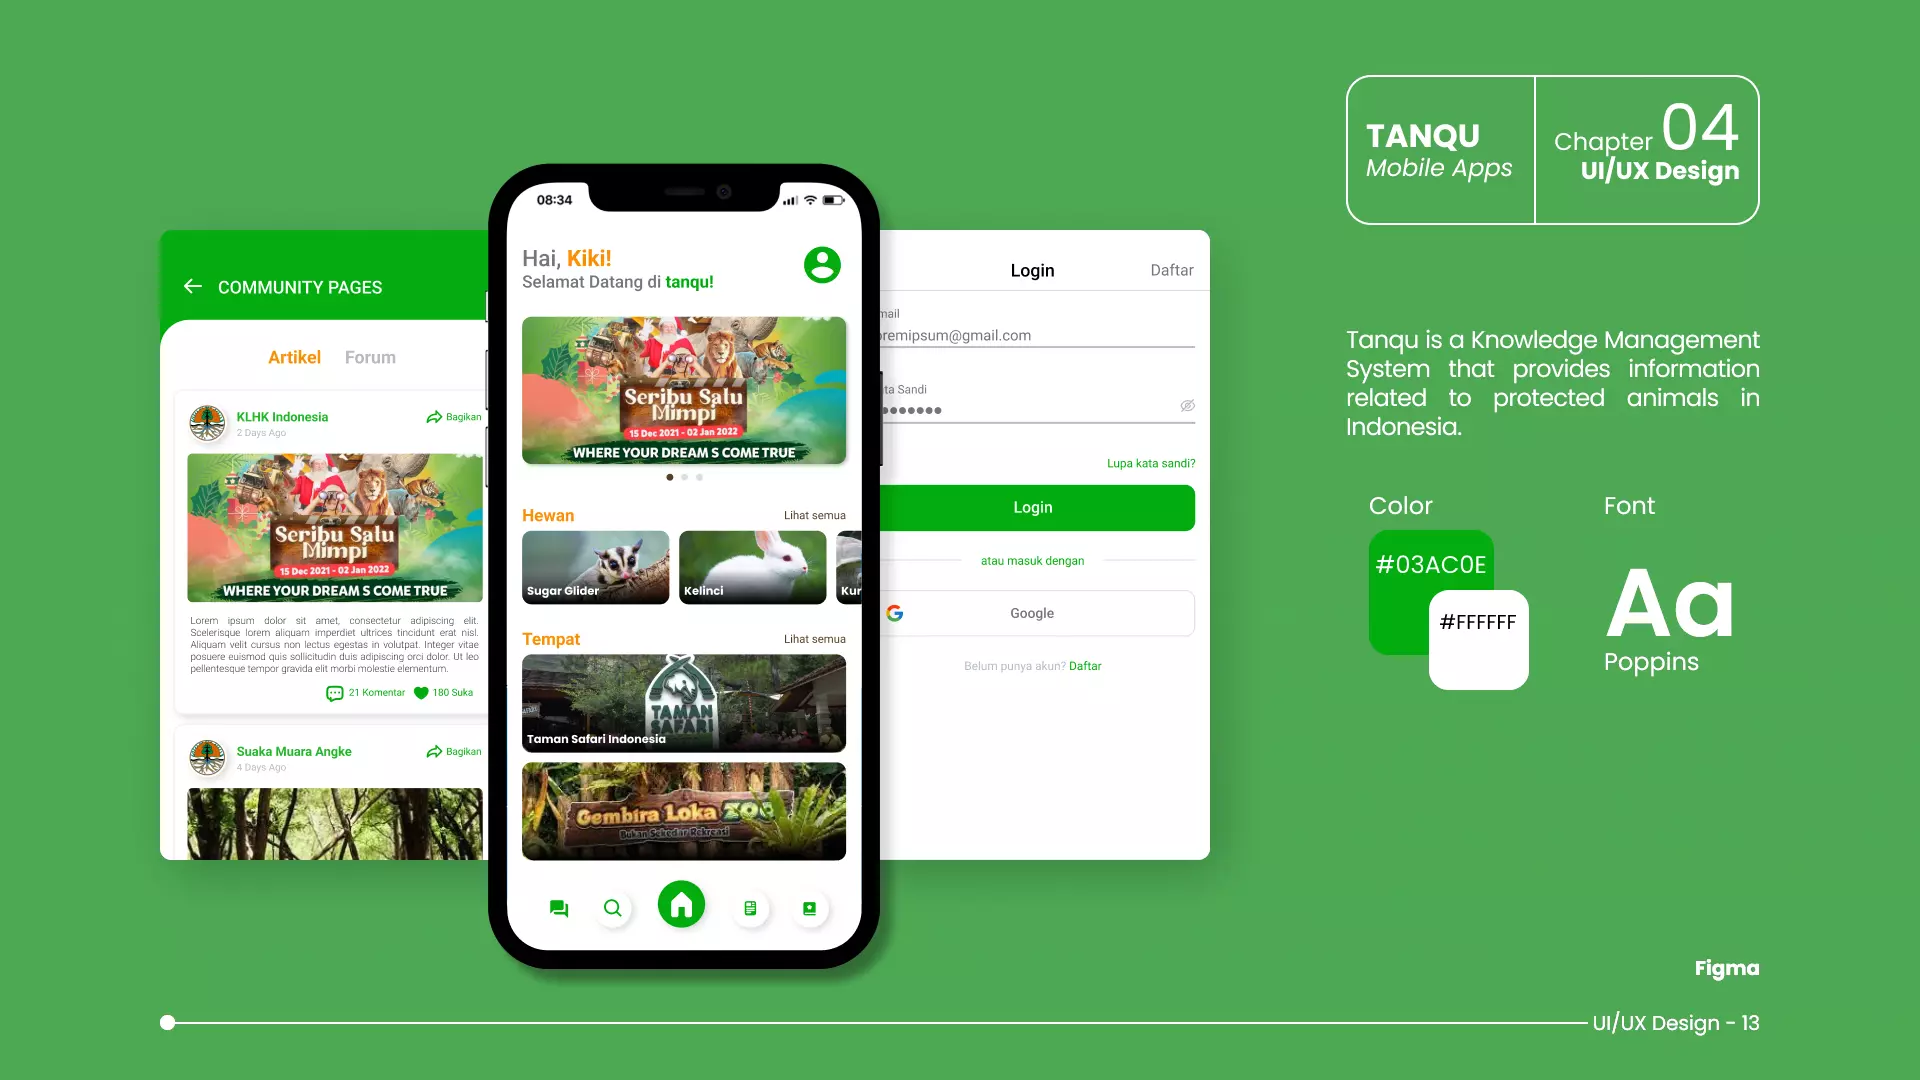 TANQU
Mobile Apps
Chapter 04
UI/UX Design
COMMUNITY PAGES
Artikel
Forum
KLHK Indonesia
2 Days Ago
Bagikan
Seribu Satu
Mimpi
15 Dec 2021 - 02 Jan 2022
WHERE YOUR DREAM S COME TRUE
Lorem ipsum dolor sit amet, consectetur adipiscing elit.
Scelerisque lorem aliquam imperdiet ultrices tincidunt erat nisl.
Aliquam velit cursus non lectus egestas in volutpat. Integer vitae
posuere euismod quis sollicitudin duis adipiscing orci dolor. Ut leo
pellentesque tempor gravida elit morbi molestie elementum.
21 Komentar
180 Suka
Suaka Muara Angke
4 Days Ago
Bagikan
08:34
Hai, Kiki!
Selamat Datang di tanqu!
Seribu Satu
Mimpi
15 Dec 2021 - 02 Jan 2022
WHERE YOUR DREAM S COME TRUE
Hewan
Lihat semua
Sugar Glider
Kelinci
Kur
Tempat
Lihat semua
TAMAN
SAFARI
Taman Safari Indonesia
Gembira Loka ZOO
Bukan Sekedar Rekreasi
Login
Daftar
mail
oremipsum@gmail.com
ta Sandi
Lupa kata sandi?
Login
atau masuk dengan
Google
Belum punya akun? Daftar
Tanqu is a Knowledge Management
System that provides information
related to protected animals in
Indonesia.
Color
#03AC0E
#FFFFFF
Font
Aa
Poppins
Figma
UI/UX Design - 13